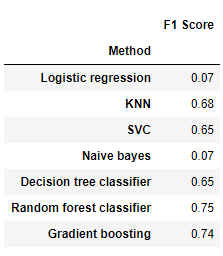 F1 Score
Method
Logistic regression 0.07
KNN 0.68
SVC 0.65
Naive bayes 0.07
Decision tree classifier 0.65
Random forest classifier 0.75
Gradient boosting 0.74